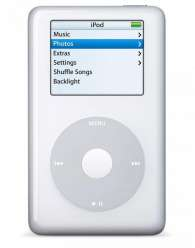 iPod
Music
Photos
Extras
Settings
Shuffle Songs
Backlight
MENU